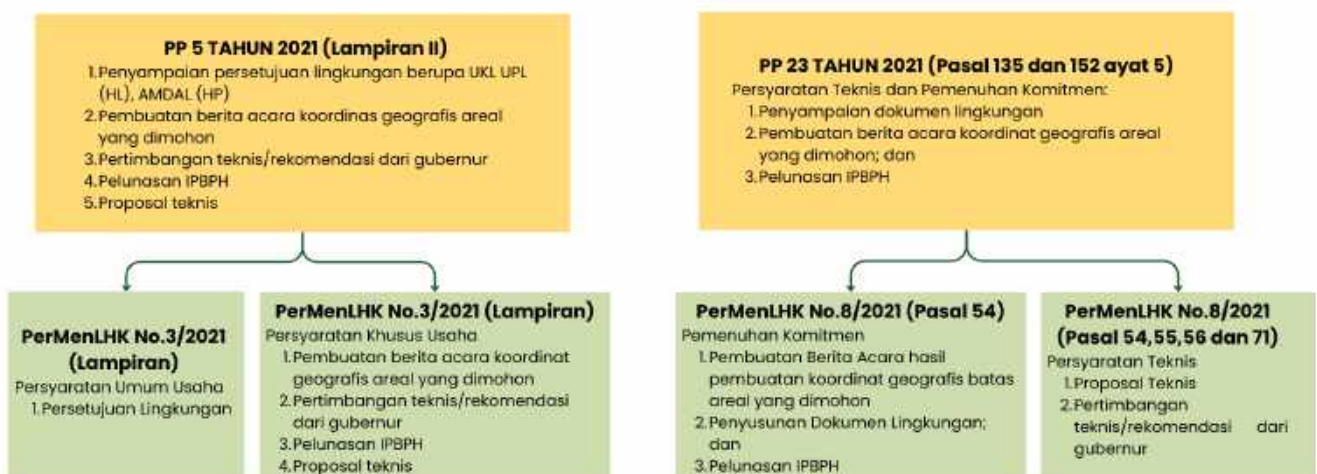 PP 5 TAHUN 2021 (Lampiran II)
1.Penyampaian persetujuan lingkungan berupa UKL UPL
(HL), AMDAL (HP)
2.Pembuatan berita acara koordinas geografis areal
yang dimohon
3.Pertimbangan teknis/rekomendasi dari gubernur
4.Pelunasan IPBPH
5.Proposal teknis
PP 23 TAHUN 2021 (Pasal 135 dan 152 ayat 5)
Persyaratan Teknis dan Pemenuhan Komitmen:
1.Penyampaian dokumen lingkungan
2.Pembuatan berita acara koordinat geografis areal
yang dimohon; dan
3.Pelunasan IPBPH
PerMenLHK No.3/2021
(Lampiran)
Persyaratan Umum Usaha
1.Persetujuan Lingkungan
PerMenLHK No.3/2021 (Lampiran)
Persyaratan Khusus Usaha
1.Pembuatan berita acara koordinat
geografis areal yang dimohon
2.Pertimbangan teknis/rekomendasi
dari gubernur
3.Pelunasan IPBPH
4.Proposal teknis
PerMenLHK No.8/2021 (Pasal 54)
Pemenuhan Komitmen
1.Pembuatan Berita Acara hasil
pembuatan koordinat geografis batas
areal yang dimohon
2.Penyusunan Dokumen Lingkungan;
dan
3.Pelunasan IPBPH
PerMenLHK No.8/2021
(Pasal 54,55,56 dan 71)
Persyaratan Teknis
1.Proposal Teknis
2.Pertimbangan
teknis/rekomendasi dari
gubernur